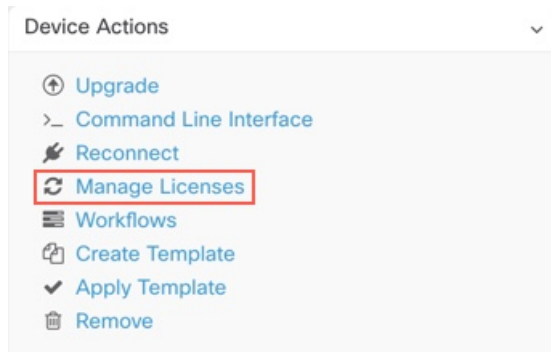 Device Actions
Upgrade
Command Line Interface
Reconnect
Manage Licenses
Workflows
Create Template
Apply Template
Remove